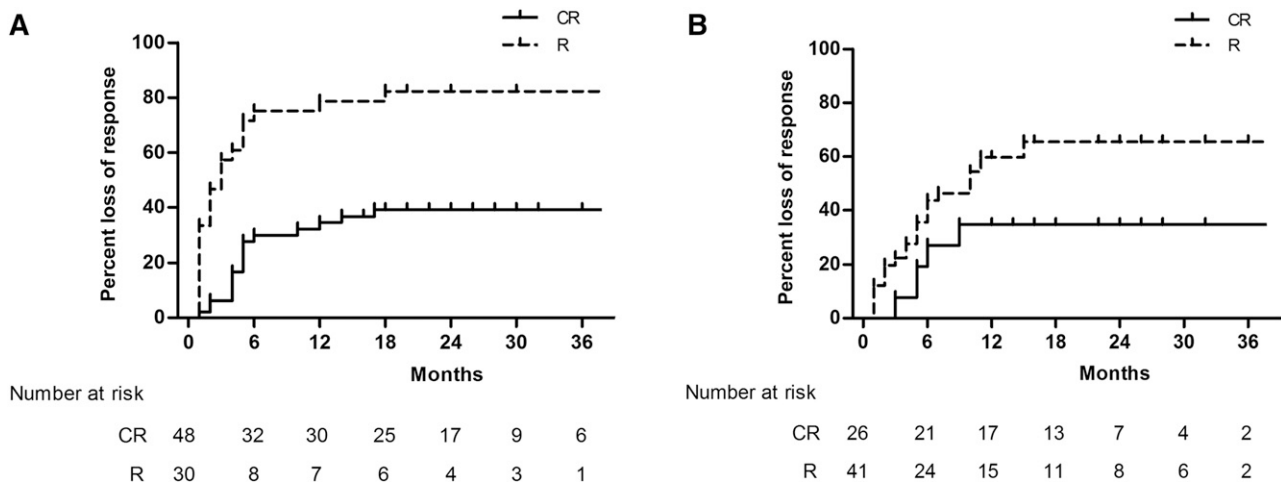 A
CR
R
Percent loss of response
100
80
60
40
20
0
0 6 12 18 24 30 36
Months
Number at risk
CR 48 32 30 25 17 9 6
R 30 8 7 6 4 3 1
B
CR
R
Percent loss of response
100
80
60
40
20
0
0 6 12 18 24 30 36
Months
Number at risk
CR 26 21 17 13 7 4 2
R 41 24 15 11 8 6 2